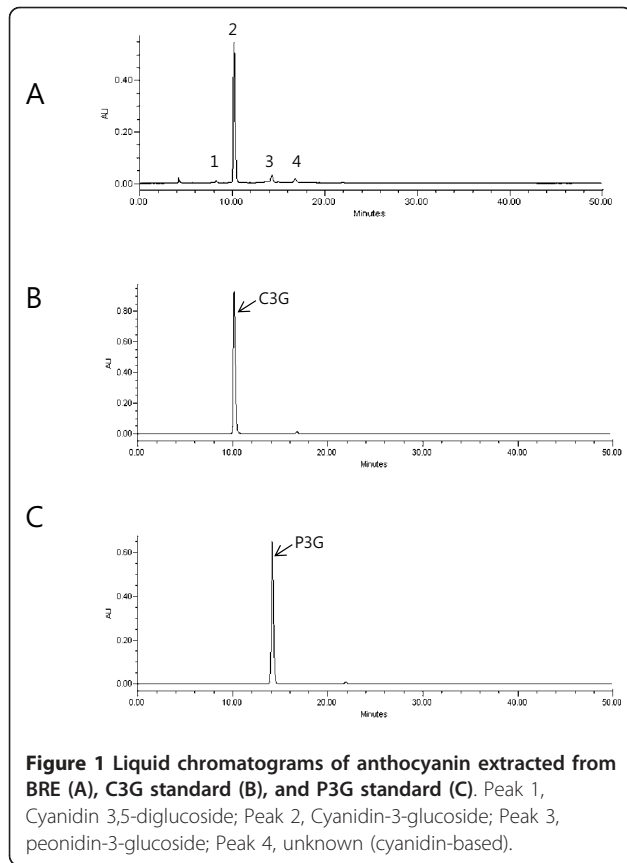 A
2
0.40
0.20
0.00
AU
1
3
4
0.00
10.00
20.00
30.00
40.00
50.00
Minutes
B
C3G
0.80
0.60
0.40
0.20
0.00
AU
0.00
10.00
20.00
30.00
40.00
50.00
Minutes
C
P3G
0.60
0.40
0.20
0.00
AU
0.00
10.00
20.00
30.00
40.00
50.00
Minutes
Figure 1 Liquid chromatograms of anthocyanin extracted from
BRE (A), C3G standard (B), and P3G standard (C). Peak 1,
Cyanidin 3,5-diglucoside; Peak 2, Cyanidin-3-glucoside; Peak 3,
peonidin-3-glucoside; Peak 4, unknown (cyanidin-based).